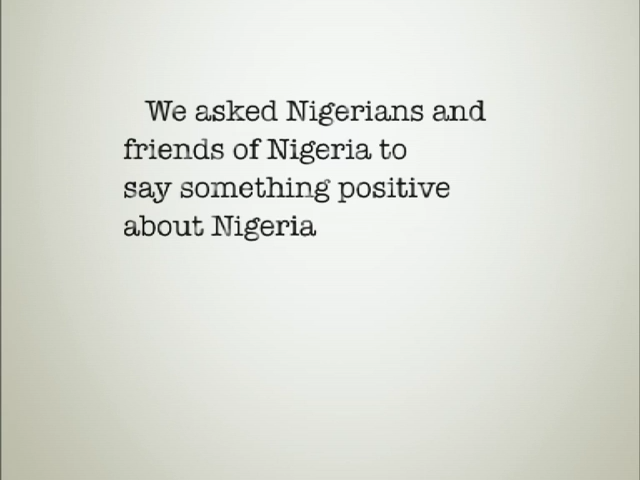 We asked Nigerians and
friends of Nigeria to
say something positive
about Nigeria